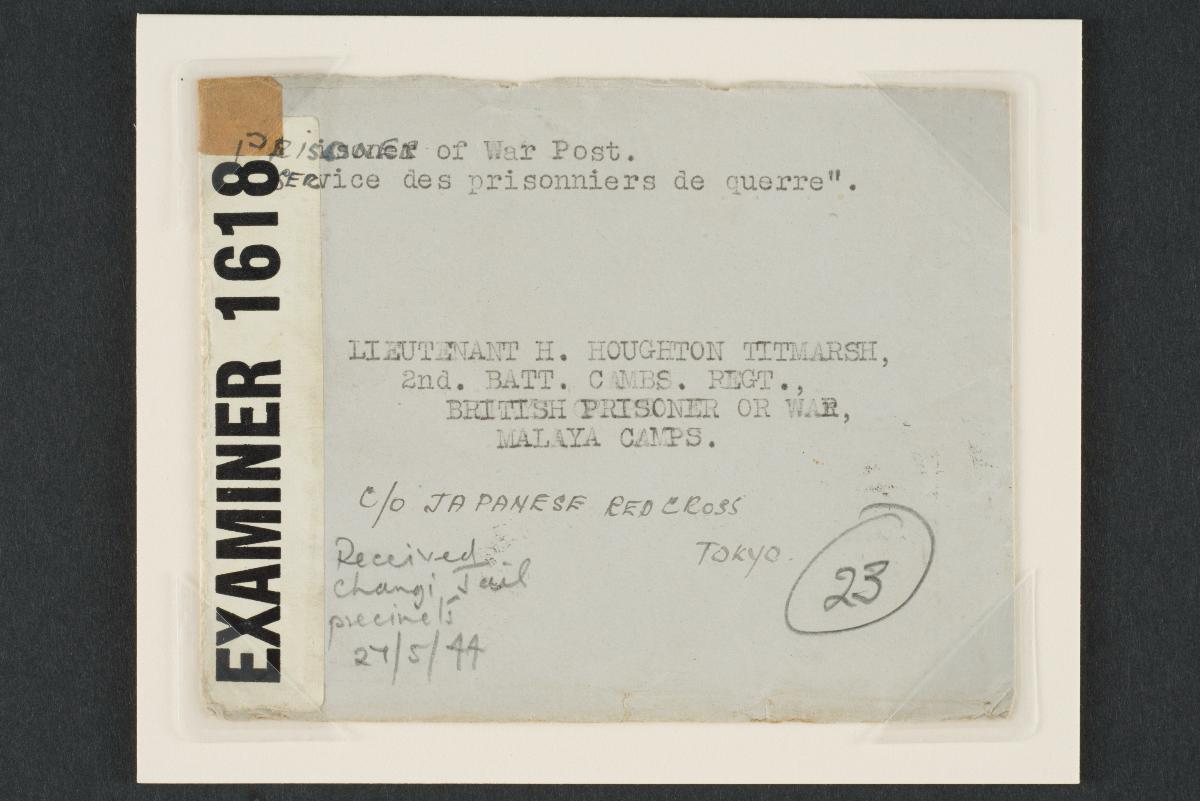 EXAMINER 1618
PRISONER of War Post.
SERvice des prisonniers de querre".
LIEUTENANT H. HOUGHTON TITMARSH,
2nd. BATT. CAMBS. REGT.,
BRITISH PRISONER OR WAR,
MALAYA CAMPS.
C/O JAPANESE RED CROSS
TOKYO.
Received
Changi Jail
precincts
27/5/44
23